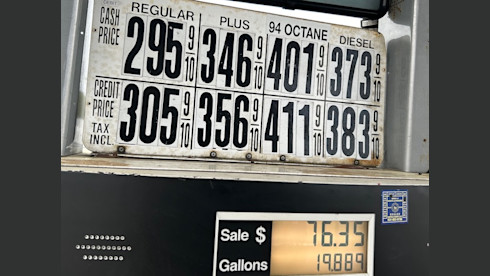 REGULAR PLUS 94 OCTANE DIESEL
DEBIT CASH PRICE 295 9/10 346 9/10 401 9/10 373 9/10
CREDIT PRICE TAX INCL 305 9/10 356 9/10 411 9/10 383 9/10
Sale $ 76.35
Gallons 19.889